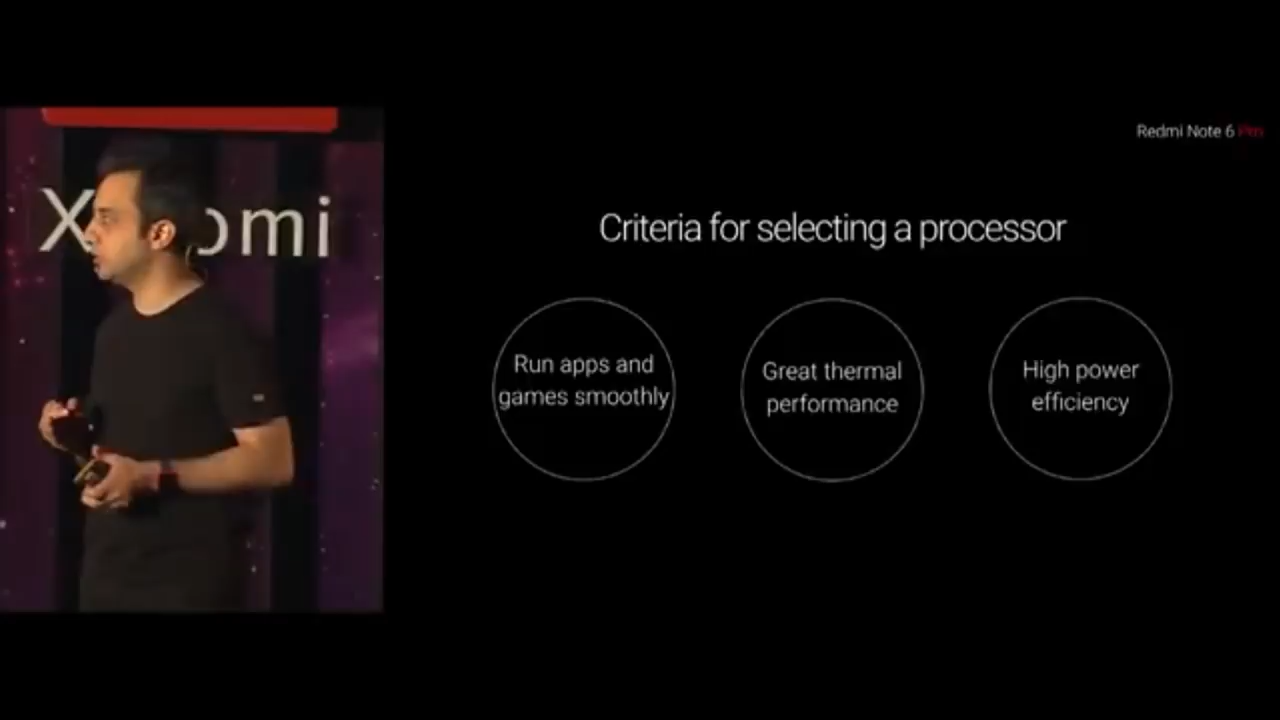 Xiaomi
Redmi Note 6 Pro
Criteria for selecting a processor
Run apps and
games smoothly
Great thermal
performance
High power
efficiency